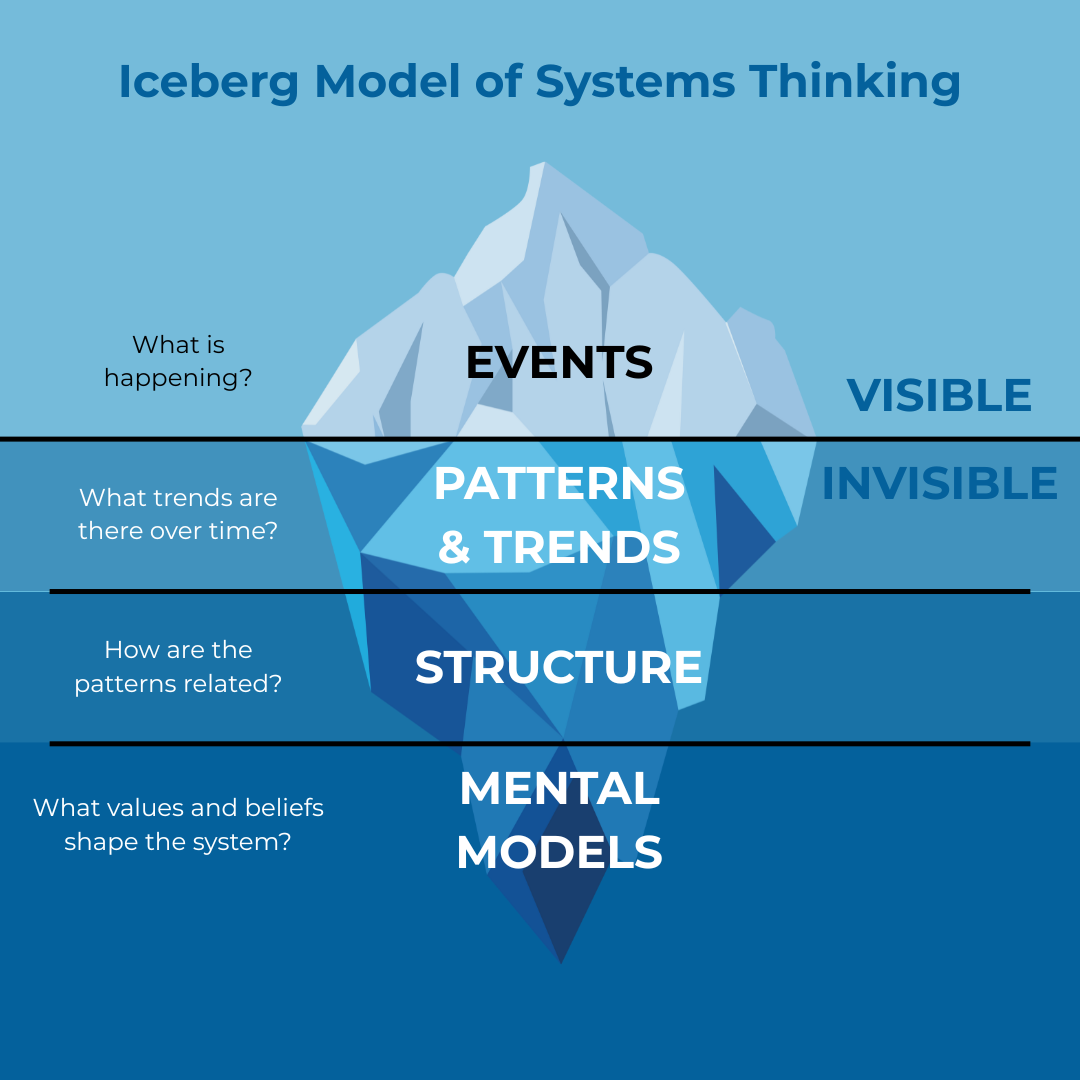 Iceberg Model of Systems Thinking
What is
happening?
EVENTS
VISIBLE
INVISIBLE
What trends are
there over time?
PATTERNS
& TRENDS
How are the
patterns related?
STRUCTURE
What values and beliefs
shape the system?
MENTAL
MODELS